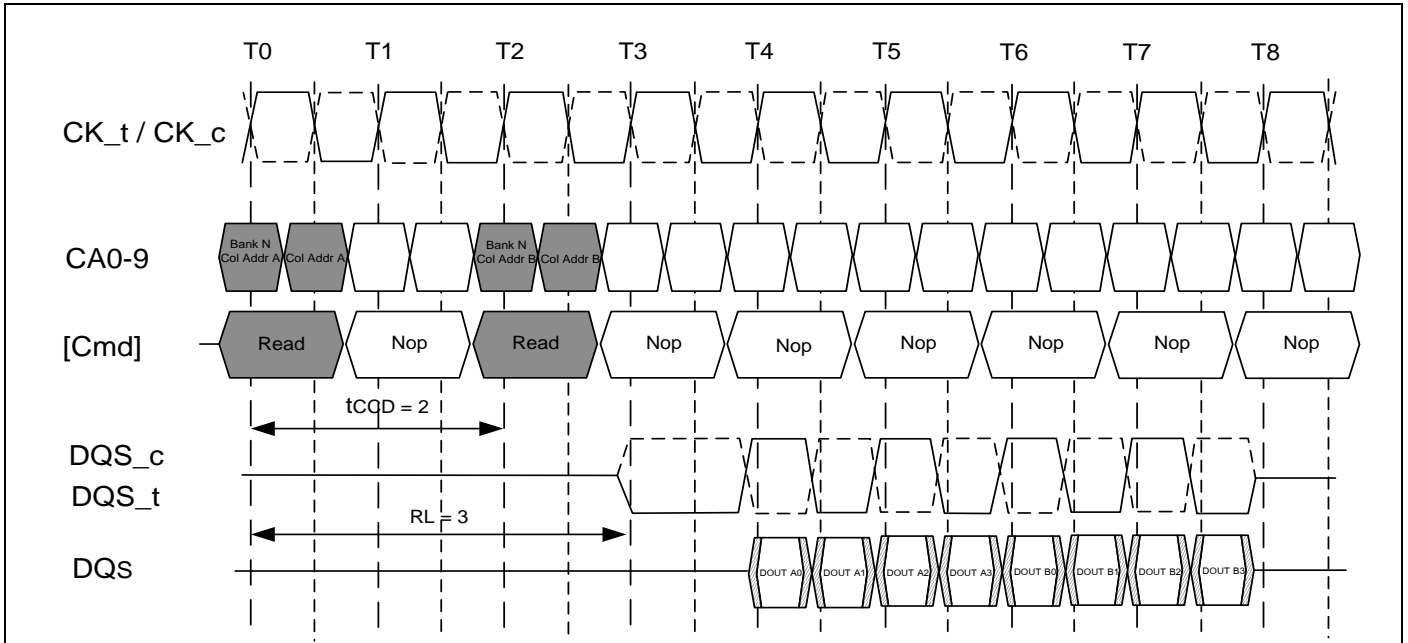 T0 T1 T2 T3 T4 T5 T6 T7 T8
CK_t / CK_c
CA0-9
Bank N
Col Addr A
Col Addr A
Bank N
Col Addr B
Col Addr B
[Cmd]
Read Nop Read Nop Nop Nop Nop Nop Nop
tCCD = 2
DQS_c
DQS_t
RL = 3
DQs
DOUT A0 DOUT A1 DOUT A2 DOUT A3 DOUT B0 DOUT B1 DOUT B2 DOUT B3